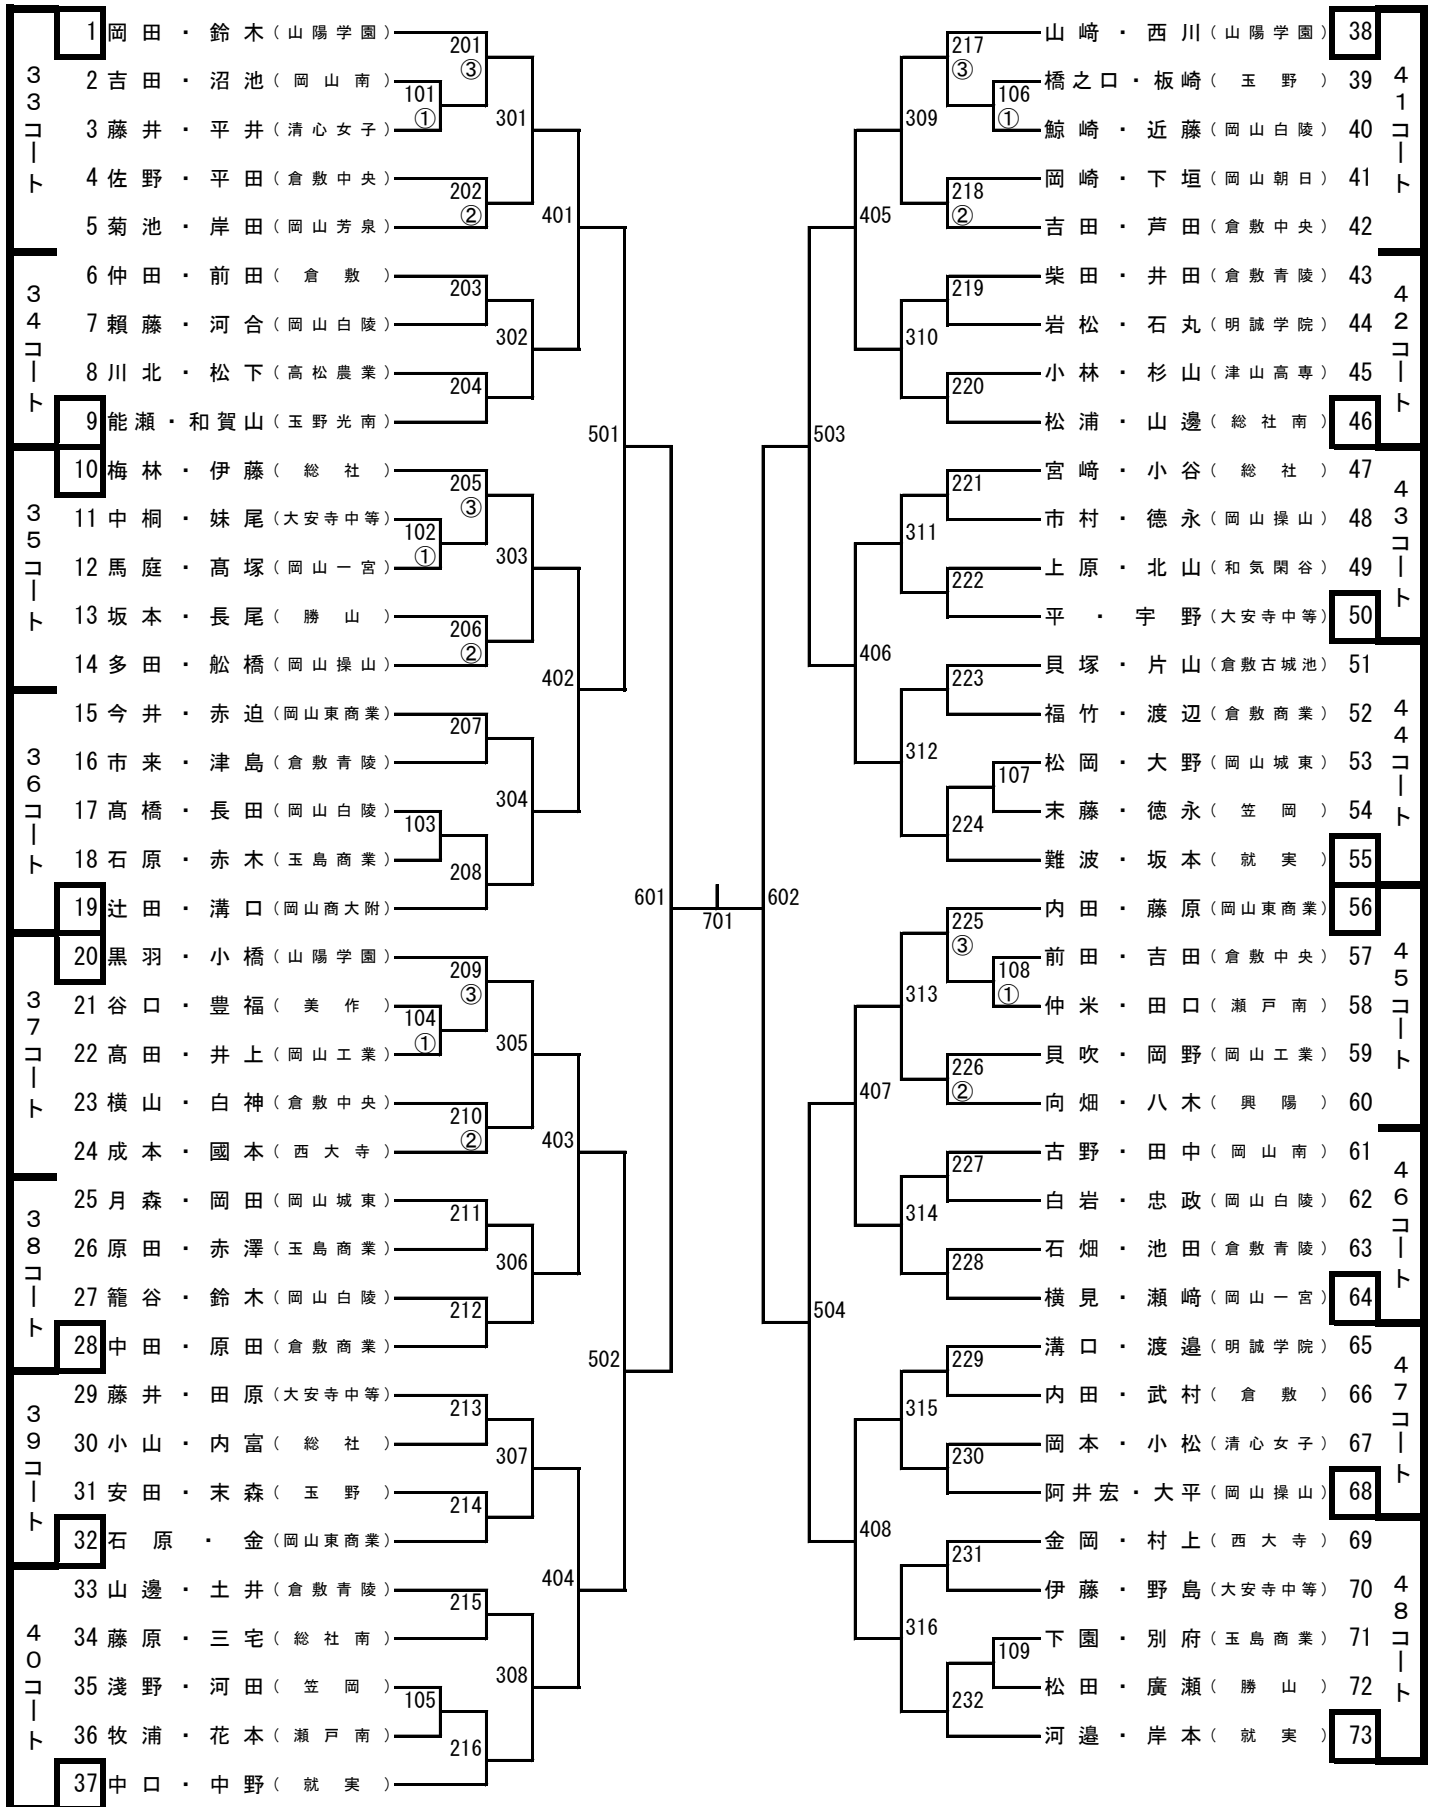 33コート
1 岡田・鈴木(山陽学園)
2 吉田・沼池(岡山南)
3 藤井・平井(清心女子)
4 佐野・平田(倉敷中央)
5 菊池・岸田(岡山芳泉)
34コート
6 仲田・前田(倉敷)
7 頼藤・河合(岡山白陵)
8 川北・松下(高松農業)
9 能瀬・和賀山(玉野光南)
35コート
10 梅林・伊藤(総社)
11 中桐・妹尾(大安寺中等)
12 馬庭・髙塚(岡山一宮)
13 坂本・長尾(勝山)
14 多田・舩橋(岡山操山)
36コート
15 今井・赤迫(岡山東商業)
16 市来・津島(倉敷青陵)
17 髙橋・長田(岡山白陵)
18 石原・赤木(玉島商業)
19 辻田・溝口(岡山商大附)
37コート
20 黒羽・小橋(山陽学園)
21 谷口・豊福(美作)
22 髙田・井上(岡山工業)
23 横山・白神(倉敷中央)
24 成本・國本(西大寺)
38コート
25 月森・岡田(岡山城東)
26 原田・赤澤(玉島商業)
27 籠谷・鈴木(岡山白陵)
28 中田・原田(倉敷商業)
39コート
29 藤井・田原(大安寺中等)
30 小山・内富(総社)
31 安田・末森(玉野)
32 石原・金(岡山東商業)
40コート
33 山邊・土井(倉敷青陵)
34 藤原・三宅(総社南)
35 淺野・河田(笠岡)
36 牧浦・花本(瀬戸南)
37 中口・中野(就実)
101 ①
102 ①
103
104 ①
105
201 ③
202 ②
203
204
205 ③
206 ②
207
208
209 ③
210 ②
211
212
213
214
215
216
301
302
303
304
305
306
307
308
401
402
403
404
501
502
601
701
602
503
504
405
406
407
408
309
310
311
312
313
314
315
316
217 ③
218 ②
219
220
221
222
223
224
225 ③
226 ②
227
228
229
230
231
232
106 ①
107
108 ①
109
山﨑・西川(山陽学園) 38
橋之口・板崎(玉野) 39
鯨崎・近藤(岡山白陵) 40
岡崎・下垣(岡山朝日) 41
吉田・芦田(倉敷中央) 42
41コート
柴田・井田(倉敷青陵) 43
岩松・石丸(明誠学院) 44
小林・杉山(津山高専) 45
松浦・山邊(総社南) 46
42コート
宮﨑・小谷(総社) 47
市村・德永(岡山操山) 48
上原・北山(和気閑谷) 49
平・宇野(大安寺中等) 50
43コート
貝塚・片山(倉敷古城池) 51
福竹・渡辺(倉敷商業) 52
松岡・大野(岡山城東) 53
末藤・徳永(笠岡) 54
難波・坂本(就実) 55
44コート
内田・藤原(岡山東商業) 56
前田・吉田(倉敷中央) 57
仲米・田口(瀬戸南) 58
貝吹・岡野(岡山工業) 59
向畑・八木(興陽) 60
45コート
古野・田中(岡山南) 61
白岩・忠政(岡山白陵) 62
石畑・池田(倉敷青陵) 63
横見・瀬﨑(岡山一宮) 64
46コート
溝口・渡邉(明誠学院) 65
内田・武村(倉敷) 66
岡本・小松(清心女子) 67
阿井宏・大平(岡山操山) 68
47コート
金岡・村上(西大寺) 69
伊藤・野島(大安寺中等) 70
下園・別府(玉島商業) 71
松田・廣瀬(勝山) 72
河邉・岸本(就実) 73
48コート